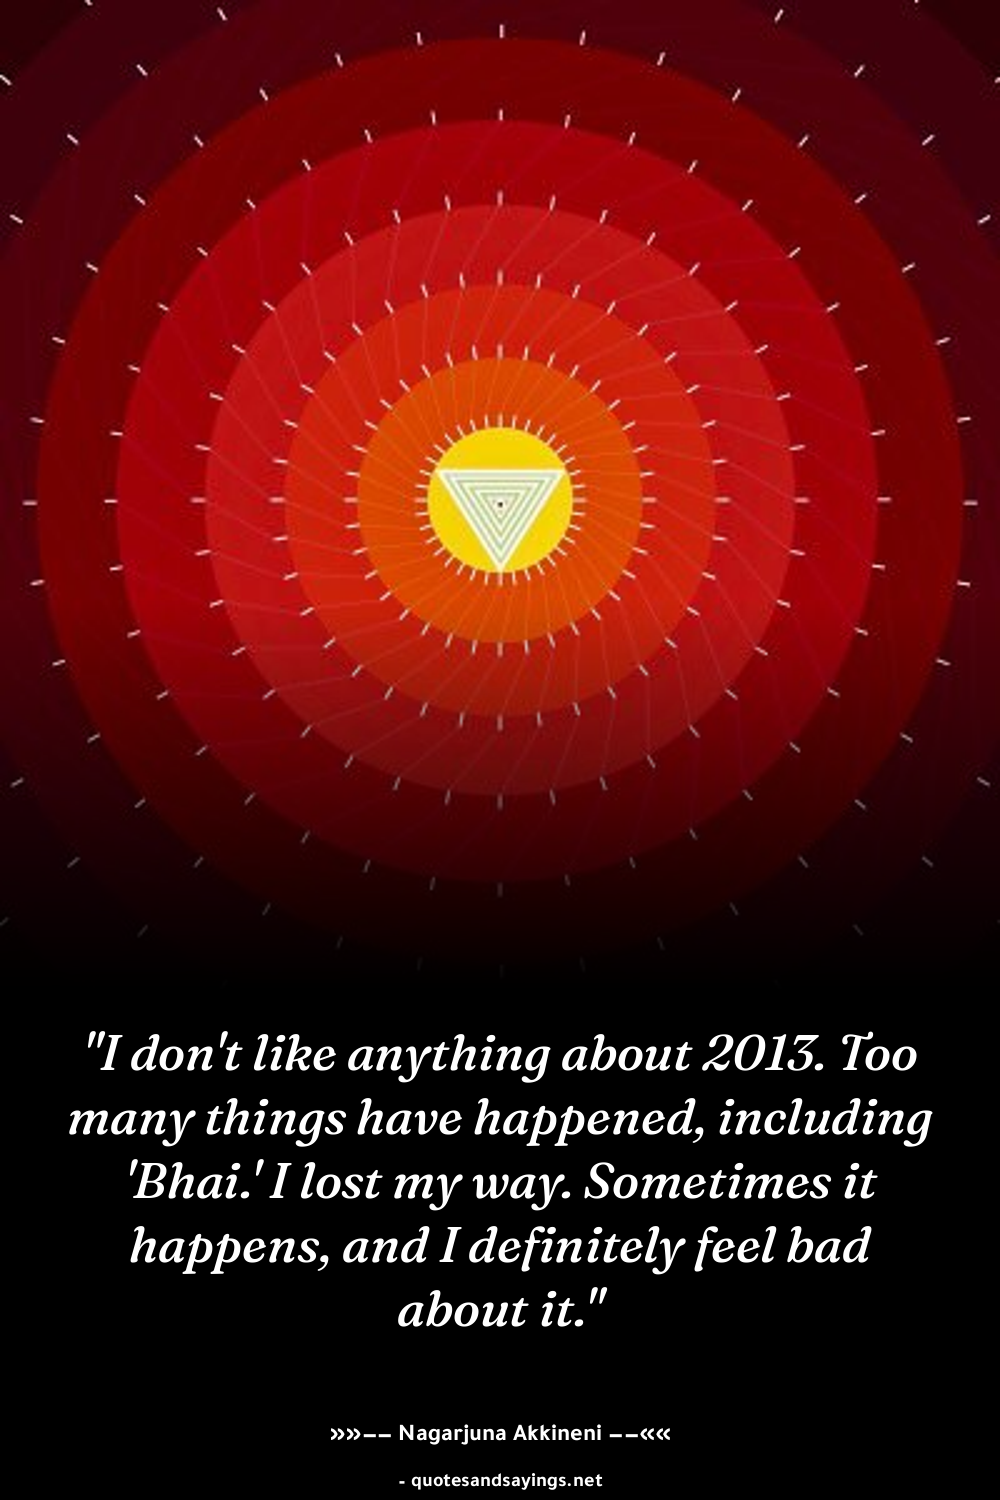 "I don't like anything about 2013. Too
many things have happened, including
'Bhai.' I lost my way. Sometimes it
happens, and I definitely feel bad
about it."
»»−− Nagarjuna Akkineni −−««
- quotesandsayings.net